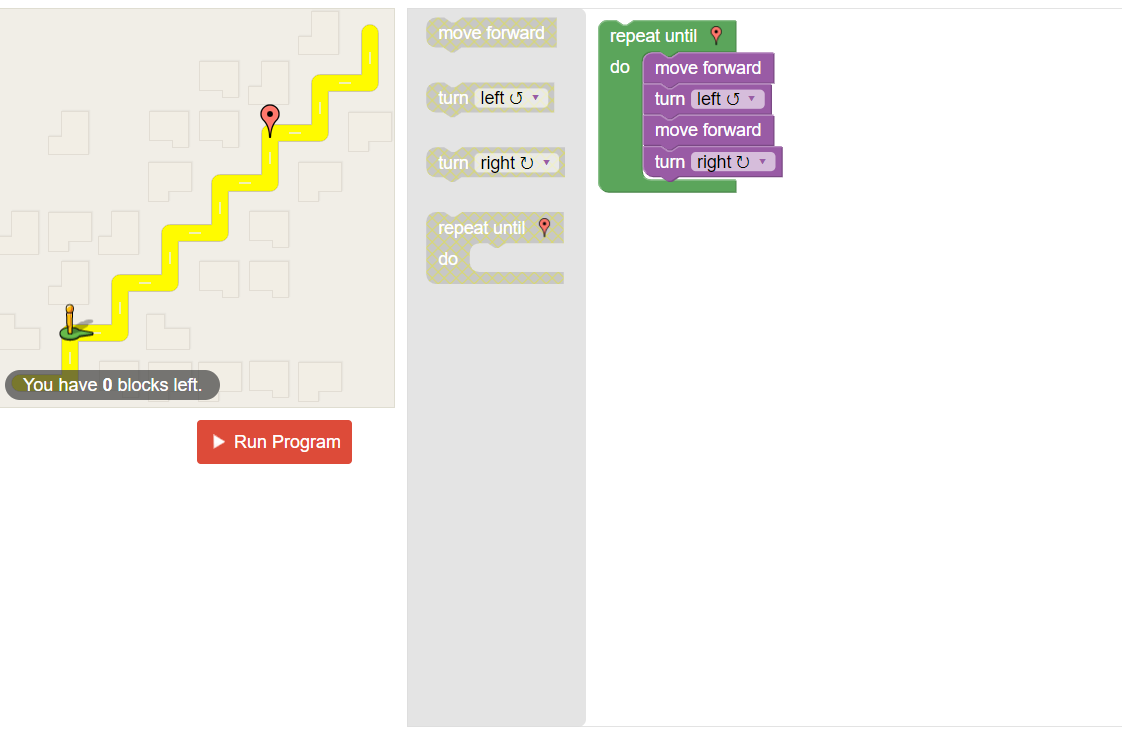 You have 0 blocks left.
Run Program
move forward
turn left ↺ ▾
turn right ↻ ▾
repeat until
do
repeat until
do
move forward
turn left ↺ ▾
move forward
turn right ↻ ▾